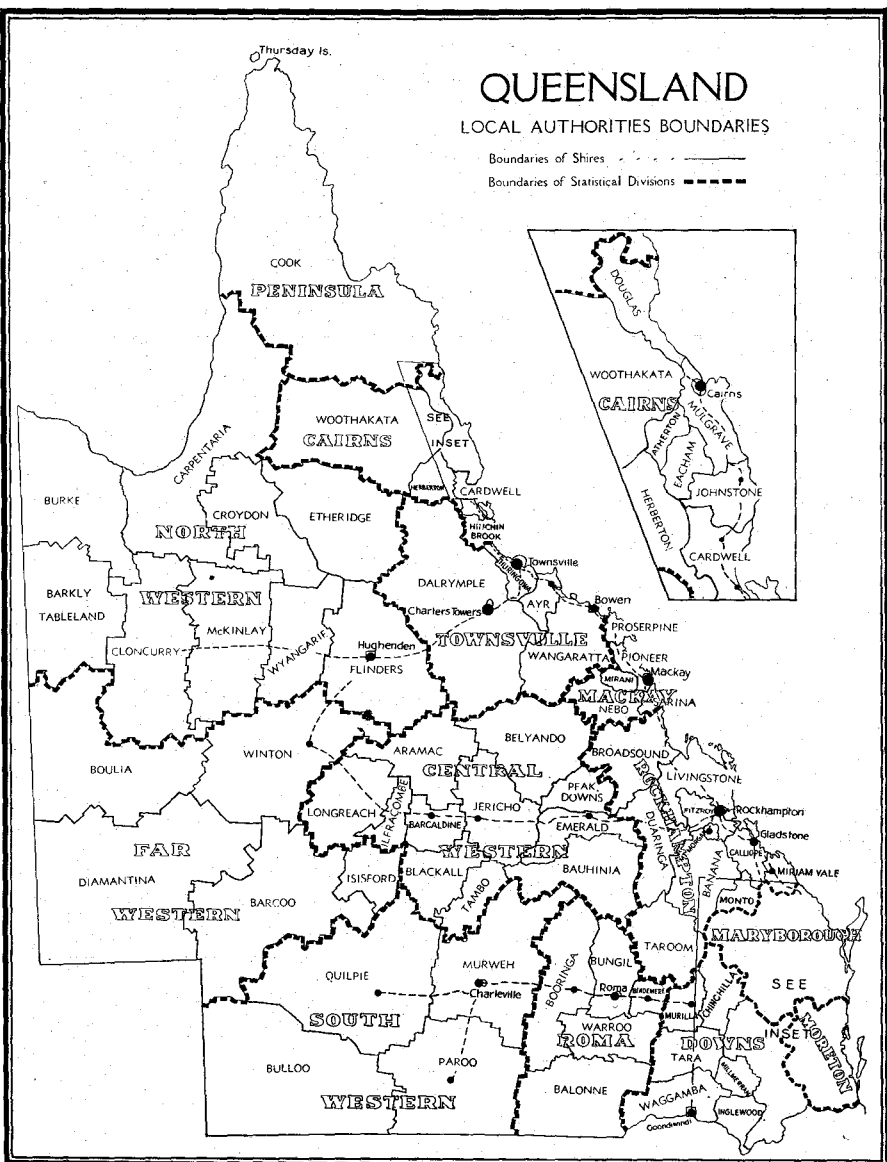 Thursday Is.
QUEENSLAND
LOCAL AUTHORITIES BOUNDARIES
Boundaries of Shires
Boundaries of Statistical Divisions
COOK
PENINSULA
DOUGLAS
WOOTHAKATA
CAIRNS
Cairns
MULGRAVE
ATHERTON
EACHAM
JOHNSTONE
HERBERTON
CARDWELL
WOOTHAKATA
CAIRNS
SEE
INSET
HERBERTON
CARDWELL
CARPENTARIA
BURKE
CROYDON
NORTH
ETHERIDGE
HINCHIN
BROOK
THURINGOWA
Townsville
DALRYMPLE
BARKLY
TABLELAND
WESTERN
McKINLAY
CLONCURRY
WYANGARIE
Hughenden
FLINDERS
Charters Towers
AYR
Bowen
TOWNSVILLE
PROSERPINE
WANGARATTA
PIONEER
Mackay
MIRANI
MACKAY
NEBO
SARINA
BOULIA
WINTON
ARAMAC
BELYANDO
CENTRAL
BROADSOUND
LIVINGSTONE
PEAK
DOWNS
ROCKHAMPTON
LONGREACH
ILFRACOMBE
BARCALDINE
JERICHO
EMERALD
FITZROY
Rockhampton
DUARINGA
Gladstone
CALLIOPE
BANANA
MIRIAM VALE
FAR
DIAMANTINA
WESTERN
BARCOO
ISISFORD
BLACKALL
WESTERN
TAMBO
BAUHINIA
MONTO
MARYBOROUGH
TAROOM
QUILPIE
MURWEH
Charleville
BOORINGA
BUNGIL
Roma
BENDEMERE
MURILLA
CHINCHILLA
SEE
INSET
MORETON
SOUTH
WARROO
ROMA
DOWNS
TARA
BULLOO
PAROO
WESTERN
BALONNE
WAGGAMBA
MILLMERRAN
Goondiwindi
INGLEWOOD